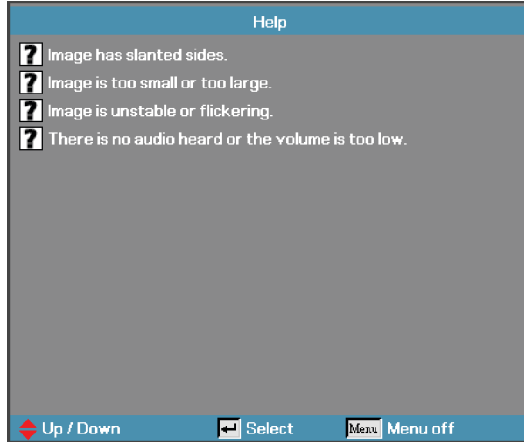 Help
? Image has slanted sides.
? Image is too small or too large.
? Image is unstable or flickering.
? There is no audio heard or the volume is too low.
Up / Down Select Menu Menu off